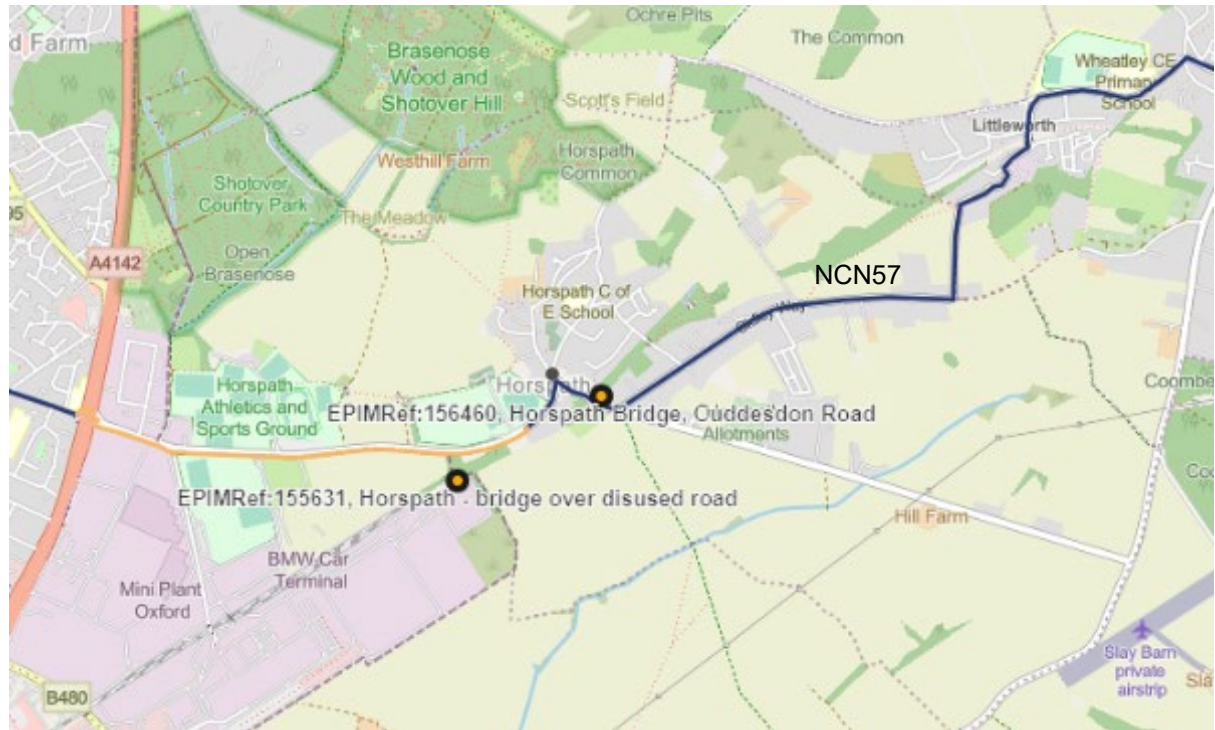 Ochre Pits
d Farm
The Common
Brasenose
Wood and
Shotover Hill
Wheatley CE
Primary
School
Scott's Field
Littleworth
Westhill Farm
Horspath
Common
Shotover
Country Park
The Meadow
A4142
Open
Brasenose
NCN57
Horspath C of
E School
Coombe
Horspath
Horspath
Athletics and
Sports Ground
EPIMRef:156460, Horspath Bridge, Cuddesdon Road
Allotments
EPIMRef:155631, Horspath - bridge over disused road
Hill Farm
BMW Car
Terminal
Mini Plant
Oxford
Slay Barn
private
airstrip
Sla
B480